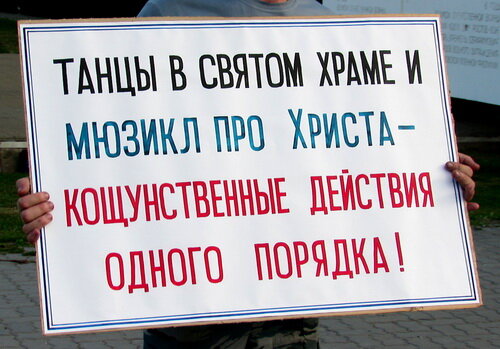 ТАНЦЫ В СВЯТОМ ХРАМЕ И
МЮЗИКЛ ПРО ХРИСТА –
КОЩУНСТВЕННЫЕ ДЕЙСТВИЯ
ОДНОГО ПОРЯДКА!